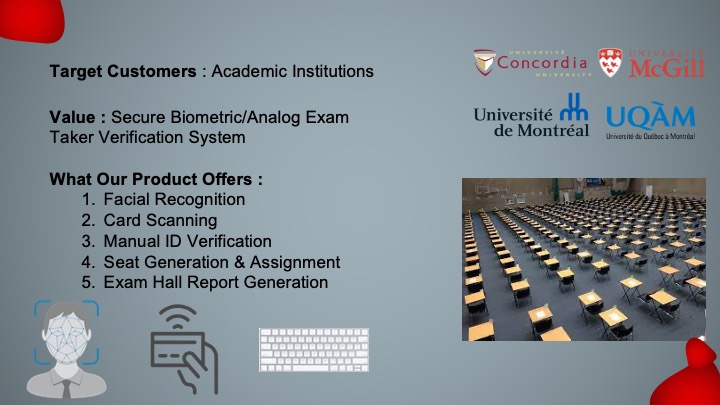 Target Customers : Academic Institutions
Value : Secure Biometric/Analog Exam
Taker Verification System
What Our Product Offers :
1. Facial Recognition
2. Card Scanning
3. Manual ID Verification
4. Seat Generation & Assignment
5. Exam Hall Report Generation
UNIVERSITÉ
Concordia
UNIVERSITY
UNIVERSITÉ
McGill
UNIVERSITY
Université
de Montréal
UQÀM
Université du Québec à Montréal